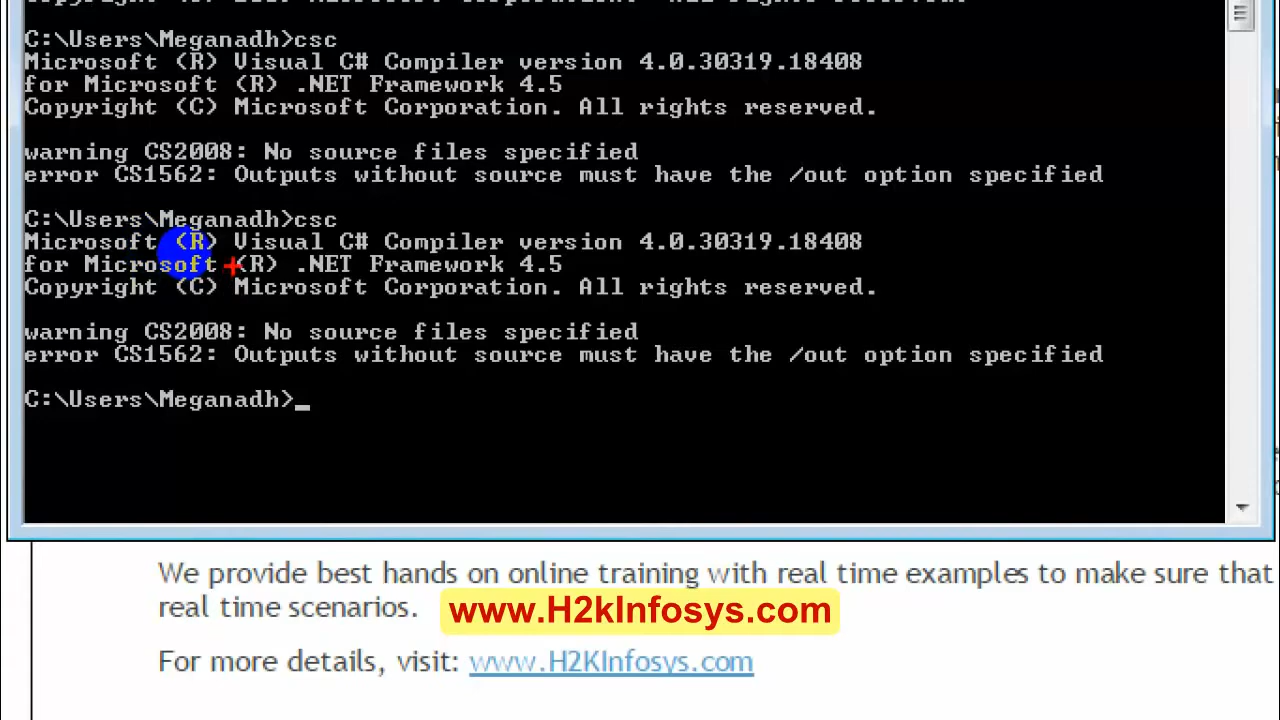 C:\Users\Meganadh>csc
Microsoft (R) Visual C# Compiler version 4.0.30319.18408
for Microsoft (R) .NET Framework 4.5
Copyright (C) Microsoft Corporation. All rights reserved.
warning CS2008: No source files specified
error CS1562: Outputs without source must have the /out option specified
C:\Users\Meganadh>csc
Microsoft (R) Visual C# Compiler version 4.0.30319.18408
for Microsoft (R) .NET Framework 4.5
Copyright (C) Microsoft Corporation. All rights reserved.
warning CS2008: No source files specified
error CS1562: Outputs without source must have the /out option specified
C:\Users\Meganadh>_
We provide best hands on online training with real time examples to make sure that
real time scenarios.
www.H2kInfosys.com
For more details, visit: www.H2KInfosys.com